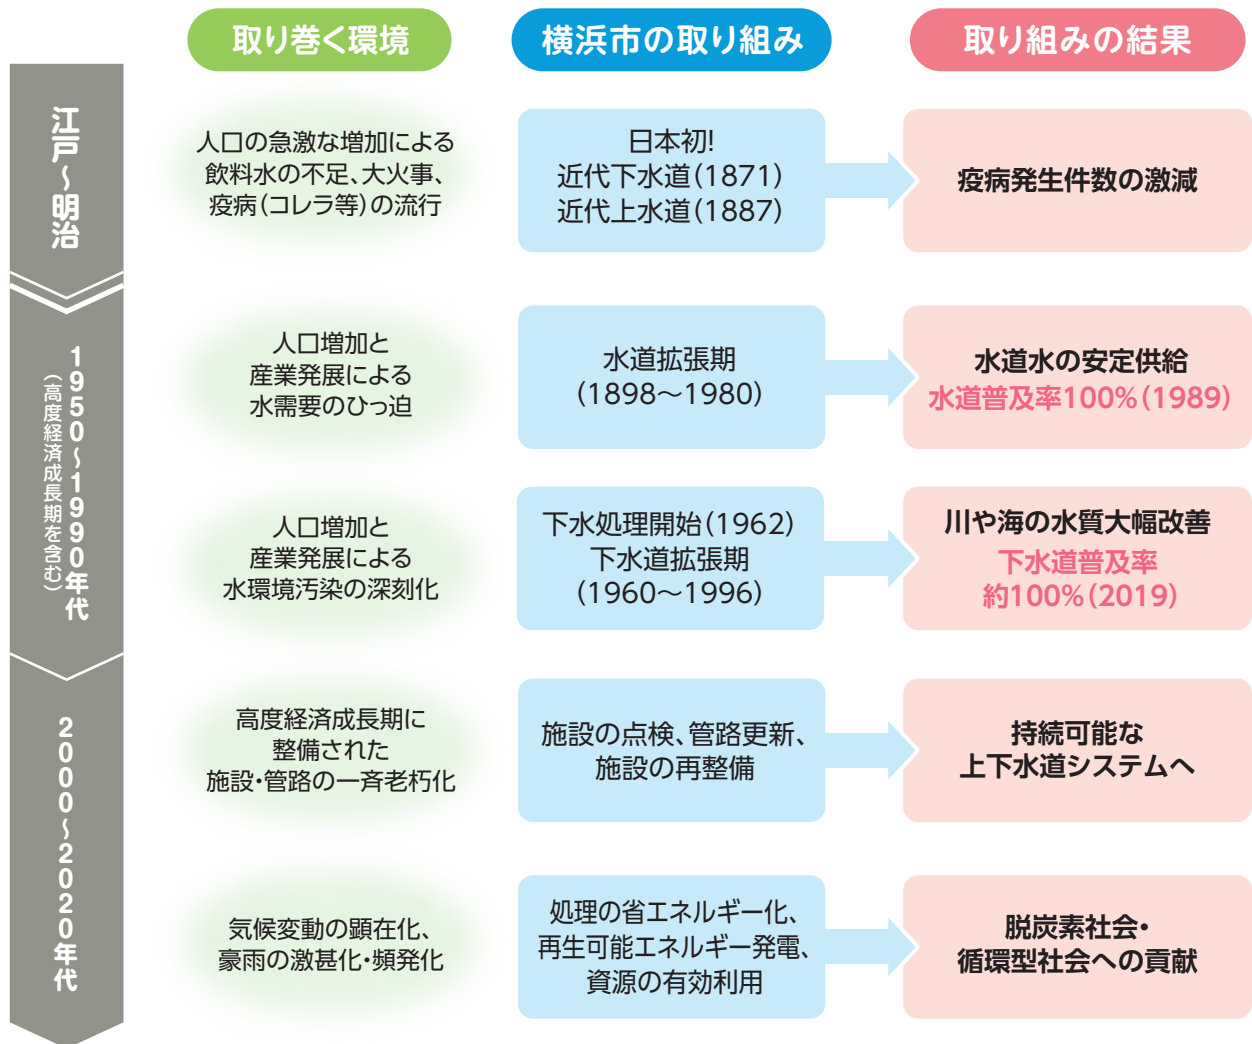 取り巻く環境
横浜市の取り組み
取り組みの結果
江戸〜明治
人口の急激な増加による
飲料水の不足、大火事、
疫病(コレラ等)の流行
日本初!
近代下水道(1871)
近代上水道(1887)
疫病発生件数の激減
1950〜1990年代
(高度経済成長期を含む)
人口増加と
産業発展による
水需要のひっ迫
水道拡張期
(1898〜1980)
水道水の安定供給
水道普及率100%(1989)
人口増加と
産業発展による
水環境汚染の深刻化
下水処理開始(1962)
下水道拡張期
(1960〜1996)
川や海の水質大幅改善
下水道普及率
約100%(2019)
2000〜2020年代
高度経済成長期に
整備された
施設・管路の一斉老朽化
施設の点検、管路更新、
施設の再整備
持続可能な
上下水道システムへ
気候変動の顕在化、
豪雨の激甚化・頻発化
処理の省エネルギー化、
再生可能エネルギー発電、
資源の有効利用
脱炭素社会・
循環型社会への貢献